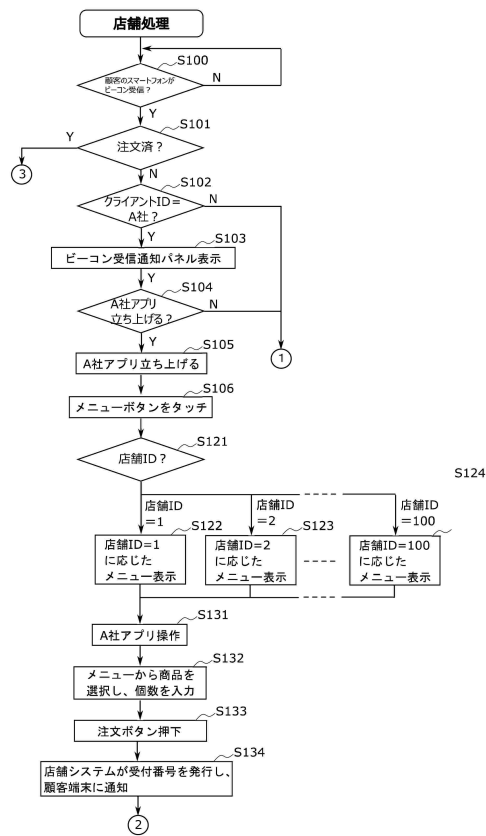 店舗処理
S100
顧客のスマートフォンが
ビーコン受信？
N
Y
S101
注文済？
Y
N
3
S102
クライアントID＝
A社？
N
Y
S103
ビーコン受信通知パネル表示
Y
S104
A社アプリ
立ち上げる？
N
Y
1
S105
A社アプリ立ち上げる
S106
メニューボタンをタッチ
S121
店舗ID？
S124
店舗ID
＝1
店舗ID
＝2
店舗ID
＝100
S122
店舗ID=1
に応じた
メニュー表示
S123
店舗ID=2
に応じた
メニュー表示
店舗ID=100
に応じた
メニュー表示
S131
A社アプリ操作
S132
メニューから商品を
選択し、個数を入力
S133
注文ボタン押下
S134
店舗システムが受付番号を発行し、
顧客端末に通知
2